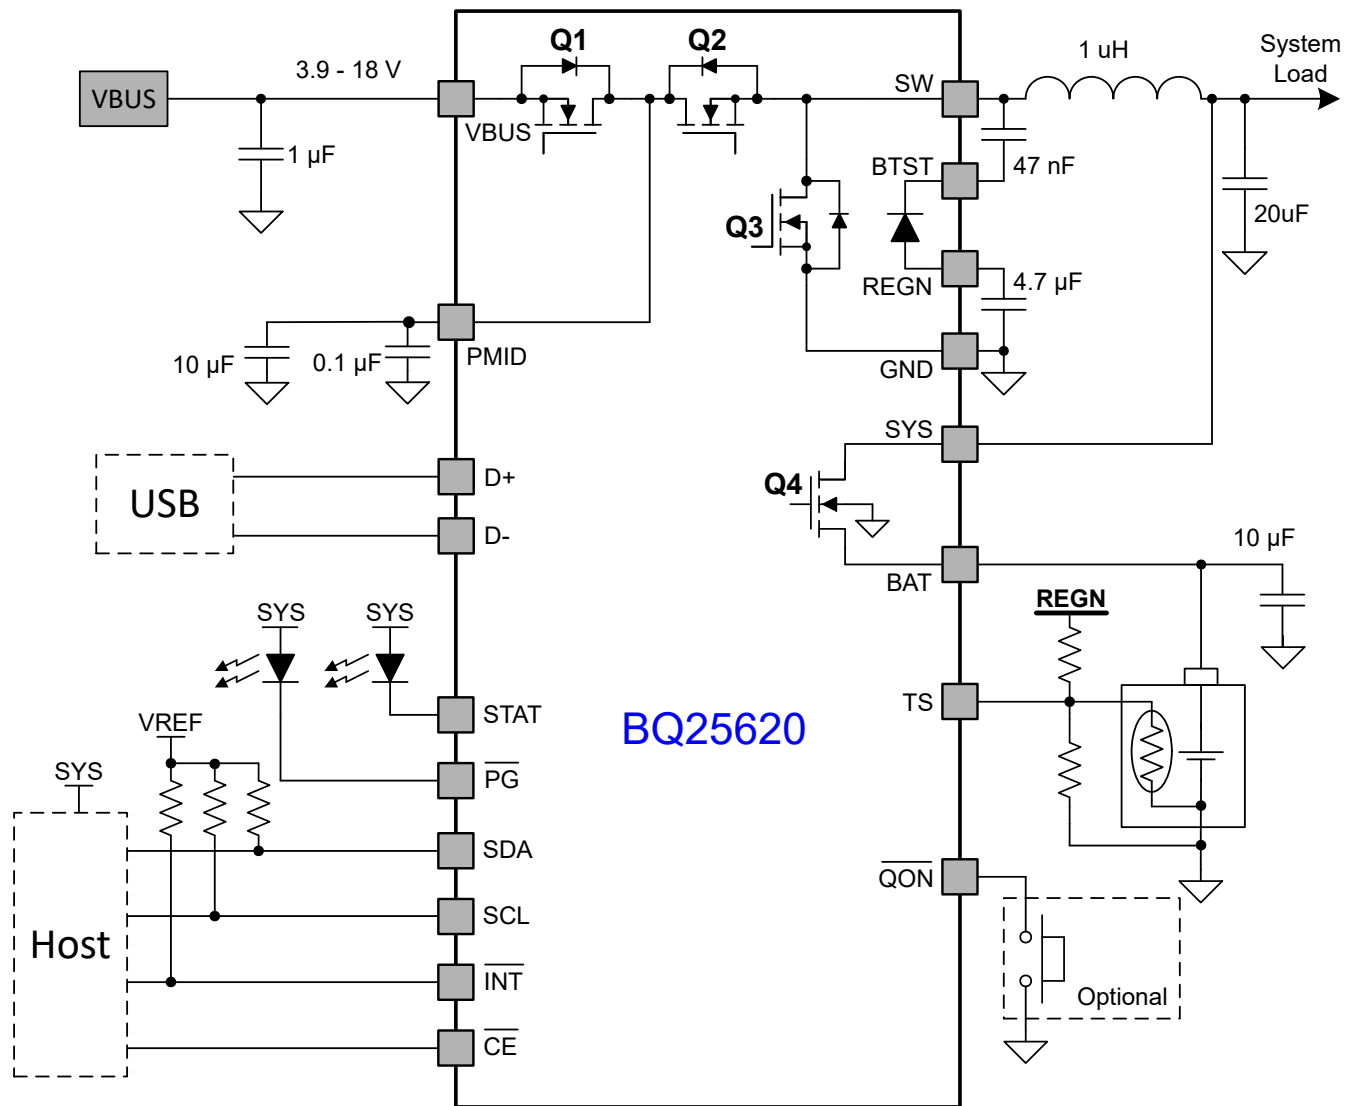 Q1
Q2
3.9 - 18 V
VBUS
VBUS
1 µF
SW
1 uH
System
Load
BTST
47 nF
20uF
Q3
REGN
4.7 µF
GND
10 µF
0.1 µF
PMID
SYS
Q4
USB
D+
D-
BAT
10 µF
REGN
SYS
SYS
STAT
TS
BQ25620
VREF
PG
SYS
SDA
QON
SCL
Host
INT
Optional
CE